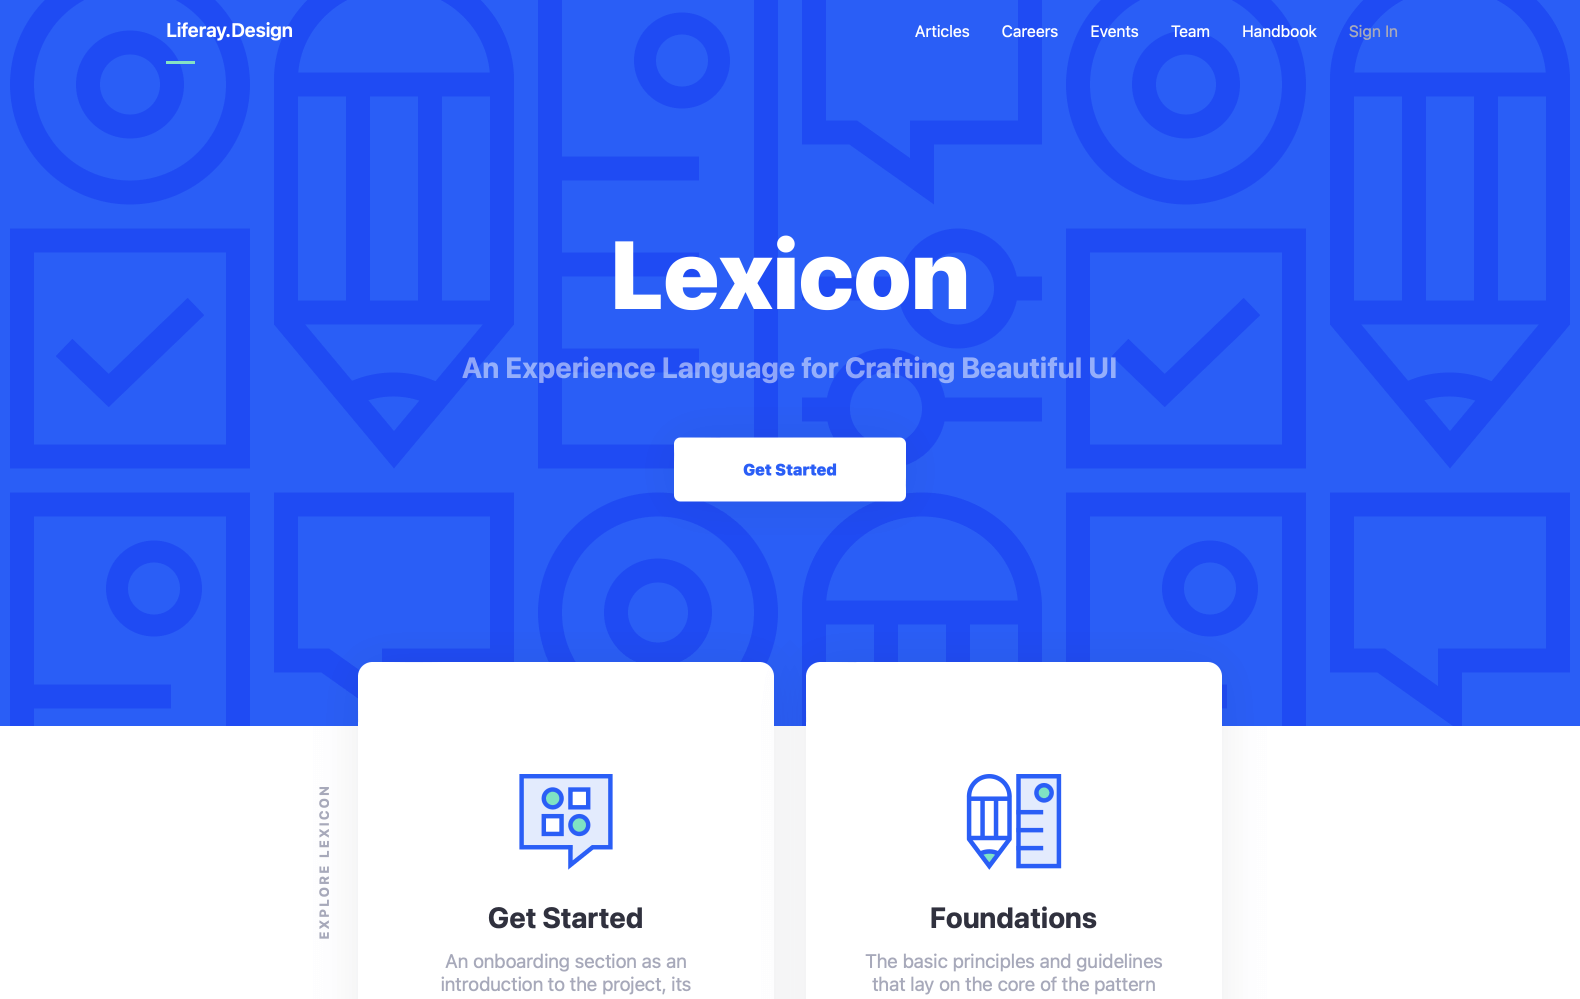 Liferay.Design
Articles Careers Events Team Handbook Sign In
Lexicon
An Experience Language for Crafting Beautiful UI
Get Started
EXPLORE LEXICON
Get Started
An onboarding section as an
introduction to the project, its
Foundations
The basic principles and guidelines
that lay on the core of the pattern